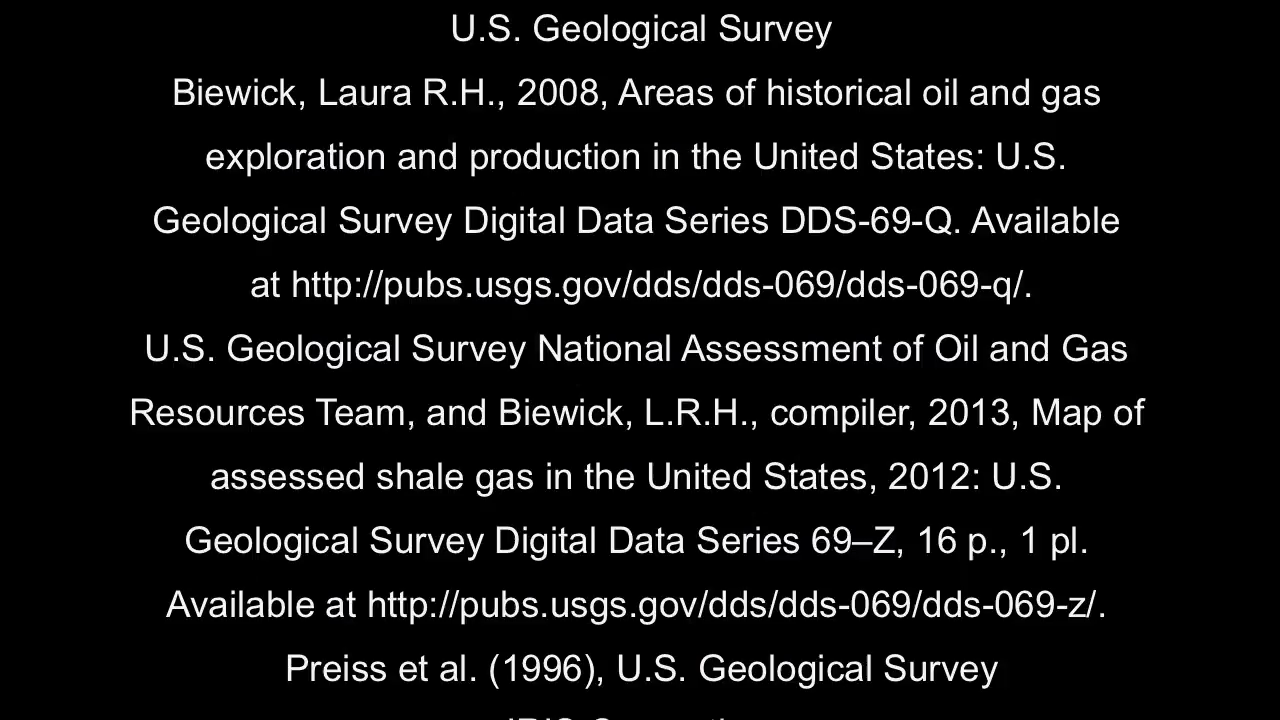 U.S. Geological Survey
Biewick, Laura R.H., 2008, Areas of historical oil and gas
exploration and production in the United States: U.S.
Geological Survey Digital Data Series DDS-69-Q. Available
at http://pubs.usgs.gov/dds/dds-069/dds-069-q/.
U.S. Geological Survey National Assessment of Oil and Gas
Resources Team, and Biewick, L.R.H., compiler, 2013, Map of
assessed shale gas in the United States, 2012: U.S.
Geological Survey Digital Data Series 69–Z, 16 p., 1 pl.
Available at http://pubs.usgs.gov/dds/dds-069/dds-069-z/.
Preiss et al. (1996), U.S. Geological Survey